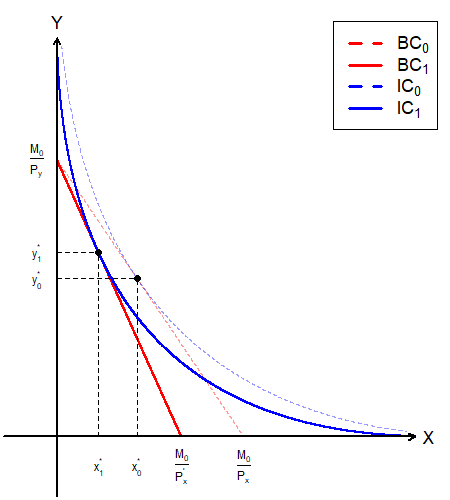 Y
BC₀
BC₁
IC₀
IC₁
M₀
Pᵧ
y₁*
y₀*
X
x₁* x₀* M₀ M₀
Pₓ* Pₓ